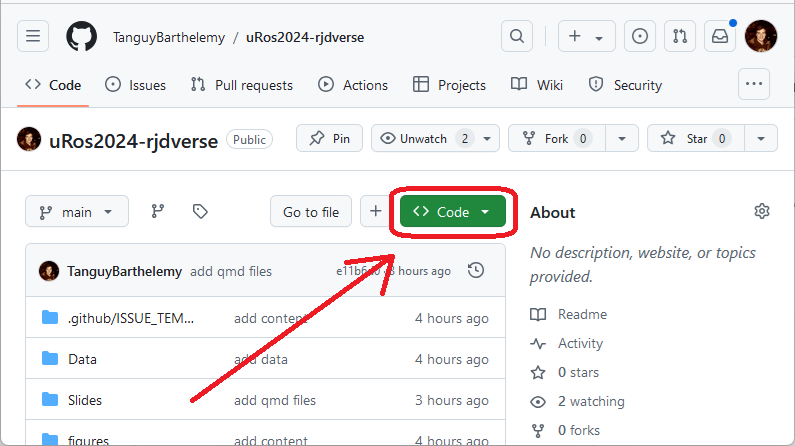 TanguyBarthelemy / uRos2024-rjdverse
Code Issues Pull requests Actions Projects Wiki Security
uRos2024-rjdverse Public Pin Unwatch 2 Fork 0 Star 0
main Go to file Code
About
No description, website, or topics provided.
TanguyBarthelemy add qmd files hours ago
.github/ISSUE_TEM... add content 4 hours ago
Readme
Activity
Data add data 4 hours ago
0 stars
Slides add qmd files 3 hours ago
2 watching
0 forks
figures add content 4 hours ago